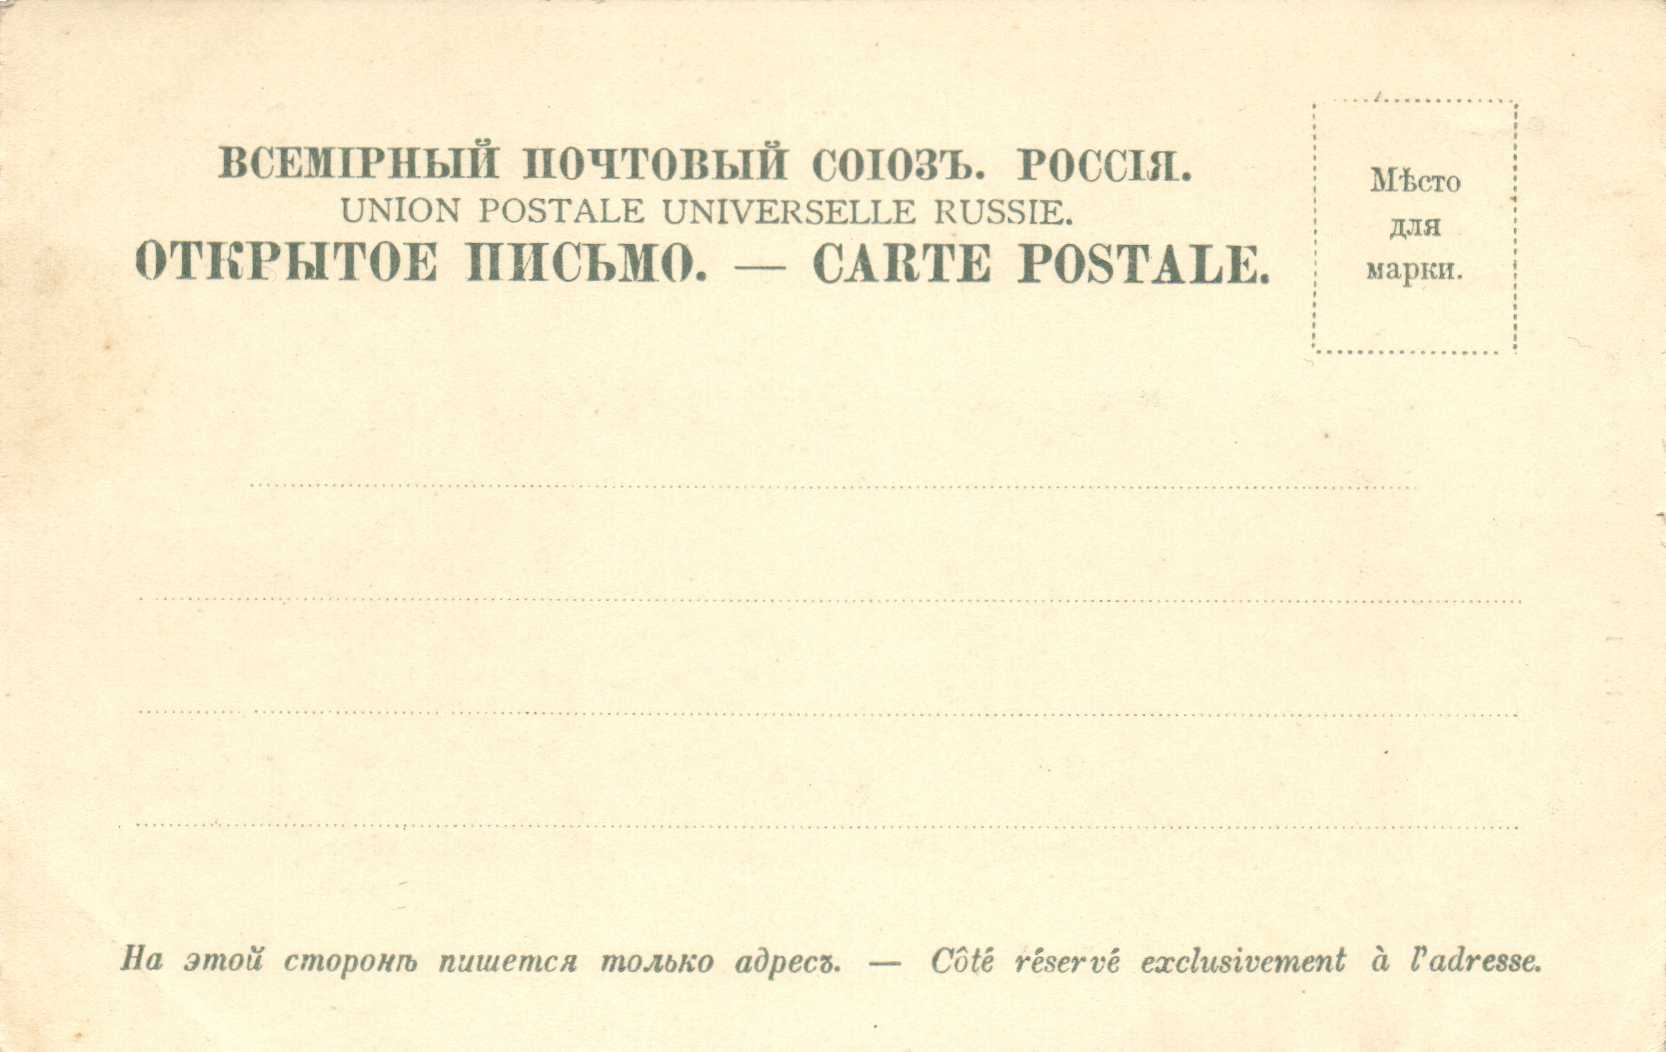 ВСЕМІРНЫЙ ПОЧТОВЫЙ СОЮЗЪ. РОССІЯ.
UNION POSTALE UNIVERSELLE RUSSIE.
ОТКРЫТОЕ ПИСЬМО. — CARTE POSTALE.
Мѣсто
для
марки.
На этой сторонѣ пишется только адресъ. — Côté réservé exclusivement à l'adresse.